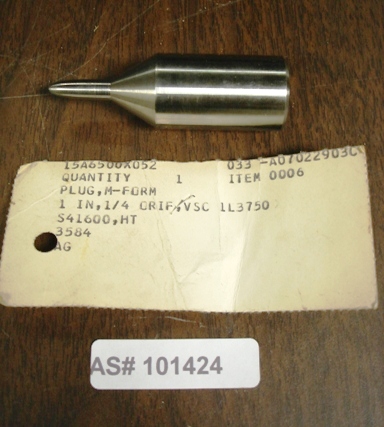 15A6500X052 033 -A07022903C
QUANTITY 1 ITEM 0006
PLUG,M-FORM
1 IN,1/4 ORIF,VSC 1L3750
S41600,HT
3584
AG
AS# 101424